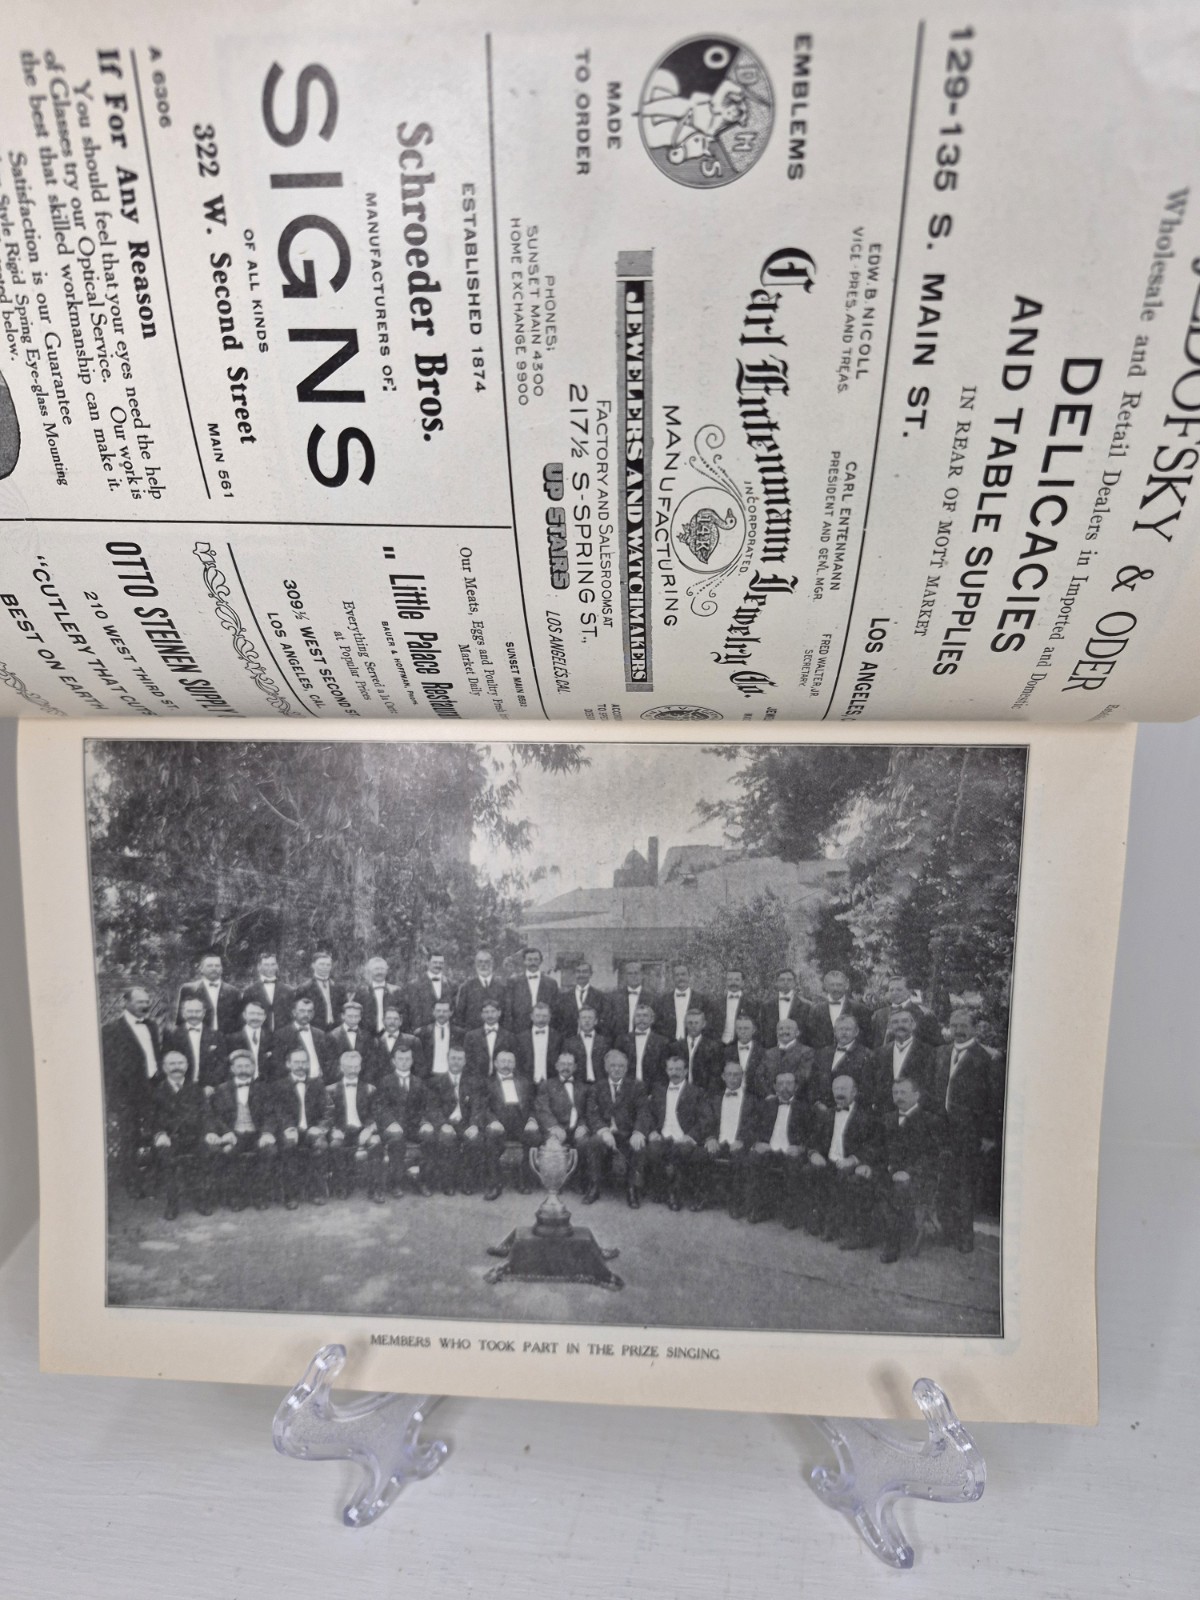 Wholesale and Retail Dealers in Imported and
DELICACIES
AND TABLE SUPPLIES
IN REAR OF MOTT MARKET
129-135 S. MAIN ST.
LOS ANGELES,
EDW. B. NICOLL
VICE-PRES. AND TREAS.
CARL ENTENMANN
PRESIDENT AND GENL. MGR
FRED WALTER JR
SECRETARY.
EMBLEMS
MADE
TO ORDER
O D H S
Carl Entenmann Jewelry Co.
INCORPORATED
14K
MANUFACTURING
JEWELERS AND WATCHMAKERS
FACTORY AND SALESROOMS AT
217½ S-SPRING ST.,
UP STAIRS
LOS ANGELES, CAL
PHONES;
SUNSET MAIN 4300
HOME EXCHANGE 9900
ESTABLISHED 1874
Schroeder Bros.
MANUFACTURERS OF:
SIGNS
OF ALL KINDS
322 W. Second Street
A 6306
MAIN 561
If For Any Reason
You should feel that your eyes need the help
of Glasses try our Optical Service. Our work is
the best that skilled workmanship can make it.
Satisfaction is our Guarantee
Style Rigid Spring Eye-glass Mounting
below.
SUNSET MAIN
Our Meats, Eggs and Poultry Fresh
Market Daily
"Little Palace
BAUER & HOFFMAN,
Everything Served a la
at Popular Prices
309½ WEST SECOND
LOS ANGELES, CAL.
OTTO STEINEN SUPPLY
210 WEST THIRD ST.
"CUTLERY THAT CUTS
BEST ON EARTH
MEMBERS WHO TOOK PART IN THE PRIZE SINGING